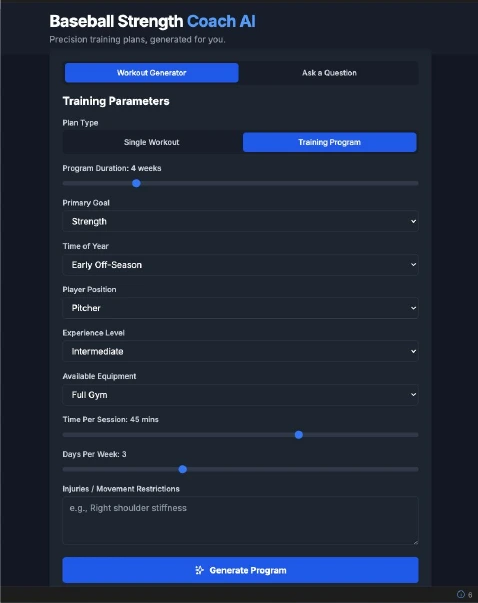 Baseball Strength Coach AI
Precision training plans, generated for you.
Workout Generator
Ask a Question
Training Parameters
Plan Type
Single Workout
Training Program
Program Duration: 4 weeks
Primary Goal
Strength
Time of Year
Early Off-Season
Player Position
Pitcher
Experience Level
Intermediate
Available Equipment
Full Gym
Time Per Session: 45 mins
Days Per Week: 3
Injuries / Movement Restrictions
e.g., Right shoulder stiffness
Generate Program
6